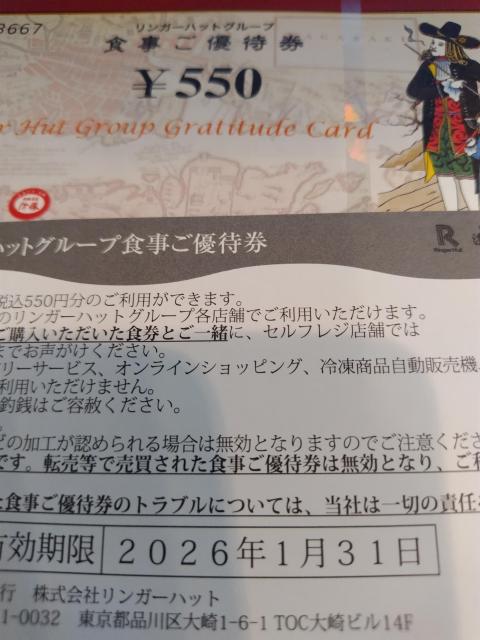 3667
リンガーハットグループ
食事ご優待券
¥550
r Hut Group Gratitude Card
ハットグループ食事ご優待券
R
RingerHut
税込550円分のご利用ができます。
のリンガーハットグループ各店舗でご利用いただけます。
ご購入いただいた食券とご一緒に、セルフレジ店舗では
までお声がけください。
バリーサービス、オンラインショッピング、冷凍商品自動販売機、
利用いただけません。
釣銭はご容赦ください。
どの加工が認められる場合は無効となりますのでご注意くださ
です。転売等で売買された食事ご優待券は無効となり、ご利
た食事ご優待券のトラブルについては、当社は一切の責任を
有効期限 2026年1月31日
行 株式会社リンガーハット
1-0032 東京都品川区大崎1-6-1 TOC大崎ビル14F